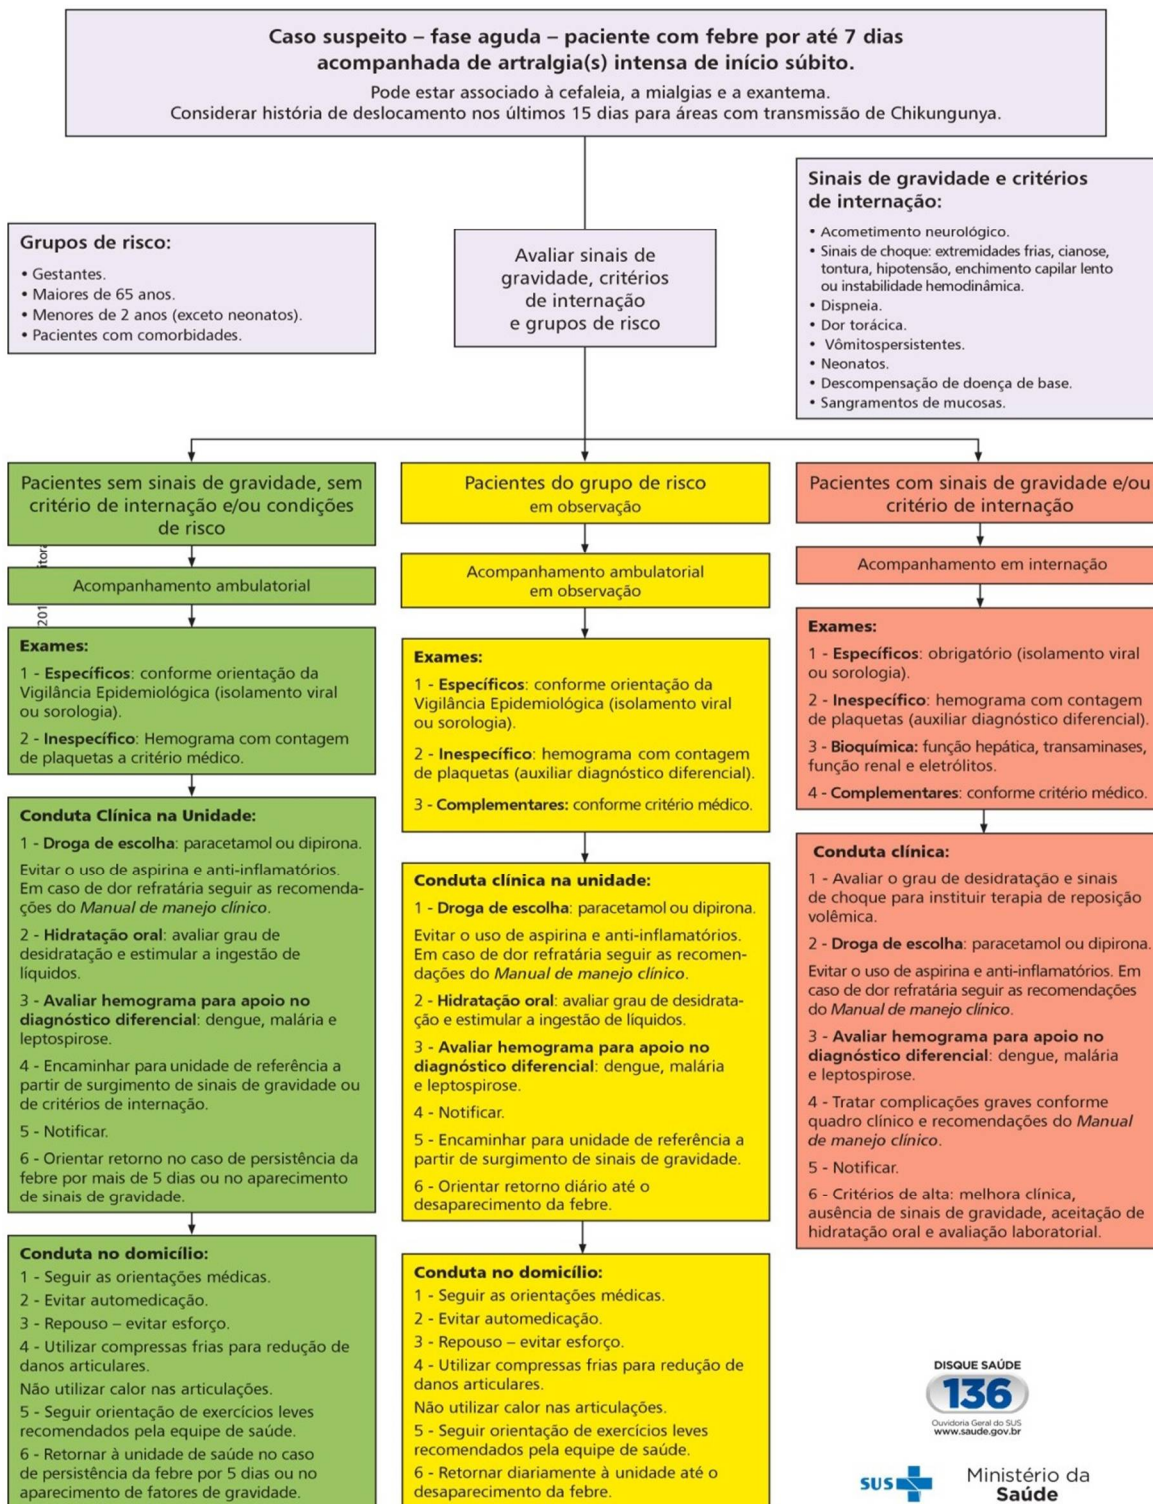 Caso suspeito – fase aguda – paciente com febre por até 7 dias
acompanhada de artralgia(s) intensa de início súbito.
Pode estar associado à cefaleia, a mialgias e a exantema.
Considerar história de deslocamento nos últimos 15 dias para áreas com transmissão de Chikungunya.
Grupos de risco:
• Gestantes.
• Maiores de 65 anos.
• Menores de 2 anos (exceto neonatos).
• Pacientes com comorbidades.
Avaliar sinais de
gravidade, critérios
de internação
e grupos de risco
Sinais de gravidade e critérios
de internação:
• Acometimento neurológico.
• Sinais de choque: extremidades frias, cianose,
tontura, hipotensão, enchimento capilar lento
ou instabilidade hemodinâmica.
• Dispneia.
• Dor torácica.
• Vômitospersistentes.
• Neonatos.
• Descompensação de doença de base.
• Sangramentos de mucosas.
Pacientes sem sinais de gravidade, sem
critério de internação e/ou condições
de risco
Acompanhamento ambulatorial
201
itora
Exames:
1 - Específicos: conforme orientação da
Vigilância Epidemiológica (isolamento viral
ou sorologia).
2 - Inespecífico: Hemograma com contagem
de plaquetas a critério médico.
Conduta Clínica na Unidade:
1 - Droga de escolha: paracetamol ou dipirona.
Evitar o uso de aspirina e anti-inflamatórios.
Em caso de dor refratária seguir as recomenda-
ções do Manual de manejo clínico.
2 - Hidratação oral: avaliar grau de
desidratação e estimular a ingestão de
líquidos.
3 - Avaliar hemograma para apoio no
diagnóstico diferencial: dengue, malária e
leptospirose.
4 - Encaminhar para unidade de referência a
partir de surgimento de sinais de gravidade ou
de critérios de internação.
5 - Notificar.
6 - Orientar retorno no caso de persistência da
febre por mais de 5 dias ou no aparecimento
de sinais de gravidade.
Conduta no domicílio:
1 - Seguir as orientações médicas.
2 - Evitar automedicação.
3 - Repouso – evitar esforço.
4 - Utilizar compressas frias para redução de
danos articulares.
Não utilizar calor nas articulações.
5 - Seguir orientação de exercícios leves
recomendados pela equipe de saúde.
6 - Retornar à unidade de saúde no caso
de persistência da febre por 5 dias ou no
aparecimento de fatores de gravidade.
Pacientes do grupo de risco
em observação
Acompanhamento ambulatorial
em observação
Exames:
1 - Específicos: conforme orientação da
Vigilância Epidemiológica (isolamento viral
ou sorologia).
2 - Inespecífico: hemograma com contagem
de plaquetas (auxiliar diagnóstico diferencial).
3 - Complementares: conforme critério médico.
Conduta clínica na unidade:
1 - Droga de escolha: paracetamol ou dipirona.
Evitar o uso de aspirina e anti-inflamatórios.
Em caso de dor refratária seguir as recomen-
dações do Manual de manejo clínico.
2 - Hidratação oral: avaliar grau de desidrata-
ção e estimular a ingestão de líquidos.
3 - Avaliar hemograma para apoio no
diagnóstico diferencial: dengue, malária
e leptospirose.
4 - Notificar.
5 - Encaminhar para unidade de referência a
partir de surgimento de sinais de gravidade.
6 - Orientar retorno diário até o
desaparecimento da febre.
Conduta no domicílio:
1 - Seguir as orientações médicas.
2 - Evitar automedicação.
3 - Repouso – evitar esforço.
4 - Utilizar compressas frias para redução de
danos articulares.
Não utilizar calor nas articulações.
5 - Seguir orientação de exercícios leves
recomendados pela equipe de saúde.
6 - Retornar diariamente à unidade até o
desaparecimento da febre.
Pacientes com sinais de gravidade e/ou
critério de internação
Acompanhamento em internação
Exames:
1 - Específicos: obrigatório (isolamento viral
ou sorologia).
2 - Inespecífico: hemograma com contagem
de plaquetas (auxiliar diagnóstico diferencial).
3 - Bioquímica: função hepática, transaminases,
função renal e eletrólitos.
4 - Complementares: conforme critério médico.
Conduta clínica:
1 - Avaliar o grau de desidratação e sinais
de choque para instituir terapia de reposição
volêmica.
2 - Droga de escolha: paracetamol ou dipirona.
Evitar o uso de aspirina e anti-inflamatórios. Em
caso de dor refratária seguir as recomendações
do Manual de manejo clínico.
3 - Avaliar hemograma para apoio no
diagnóstico diferencial: dengue, malária
e leptospirose.
4 - Tratar complicações graves conforme
quadro clínico e recomendações do Manual
de manejo clínico.
5 - Notificar.
6 - Critérios de alta: melhora clínica,
ausência de sinais de gravidade, aceitação de
hidratação oral e avaliação laboratorial.
DISQUE SAÚDE
136
Ouvidoria Geral do SUS
www.saude.gov.br
SUS
Ministério da
Saúde